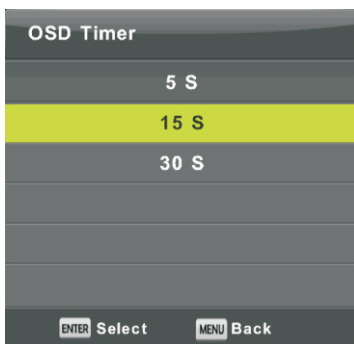 OSD Timer
5 S
15 S
30 S
ENTER Select MENU Back